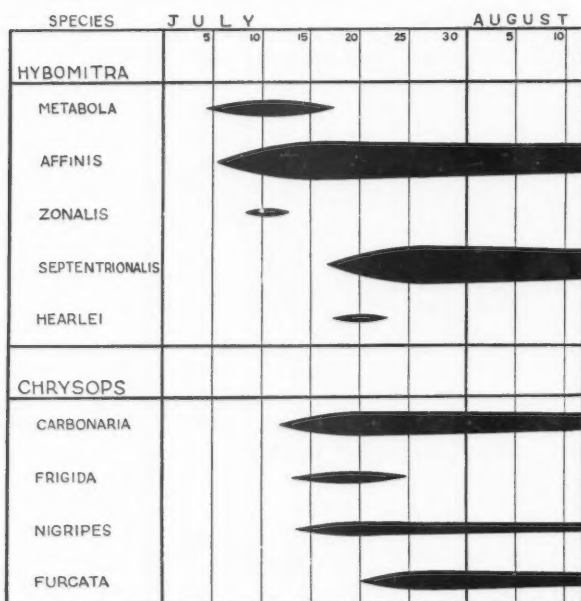 SPECIES JULY AUGUST
5 10 15 20 25 30 5 10
HYBOMITRA
METABOLA
AFFINIS
ZONALIS
SEPTENTRIONALIS
HEARLEI
CHRYSOPS
CARBONARIA
FRIGIDA
NIGRIPES
FURCATA